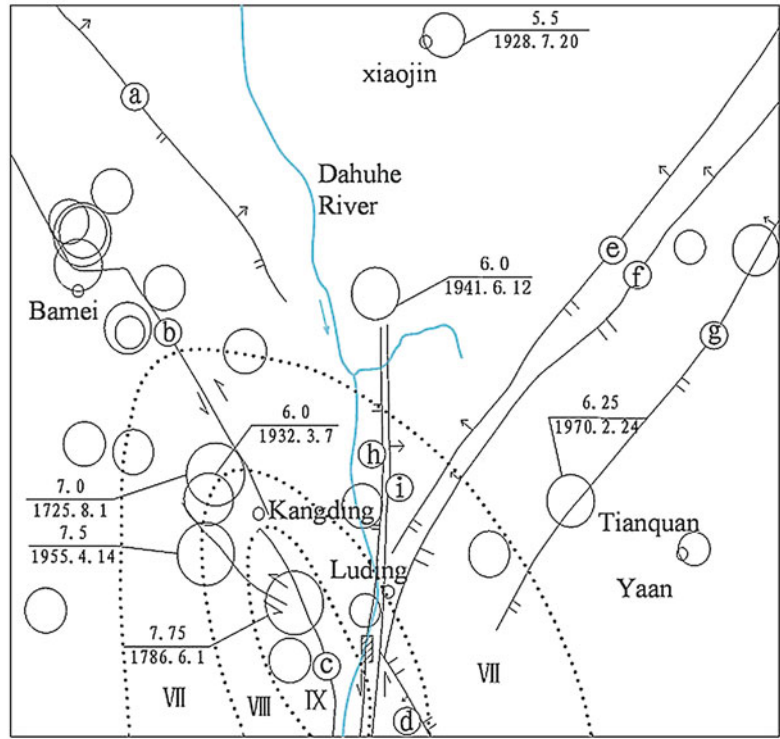 5.5
1928.7.20
xiaojin
a
Dahuhe
River
e
f
6.0
1941.6.12
Bamei
b
g
6.0
1932.3.7
6.25
1970.2.24
h
i
7.0
1725.8.1
Kangding
7.5
1955.4.14
Tianquan
Luding
Yaan
7.75
1786.6.1
c
VII
VIII
IX
VII
d